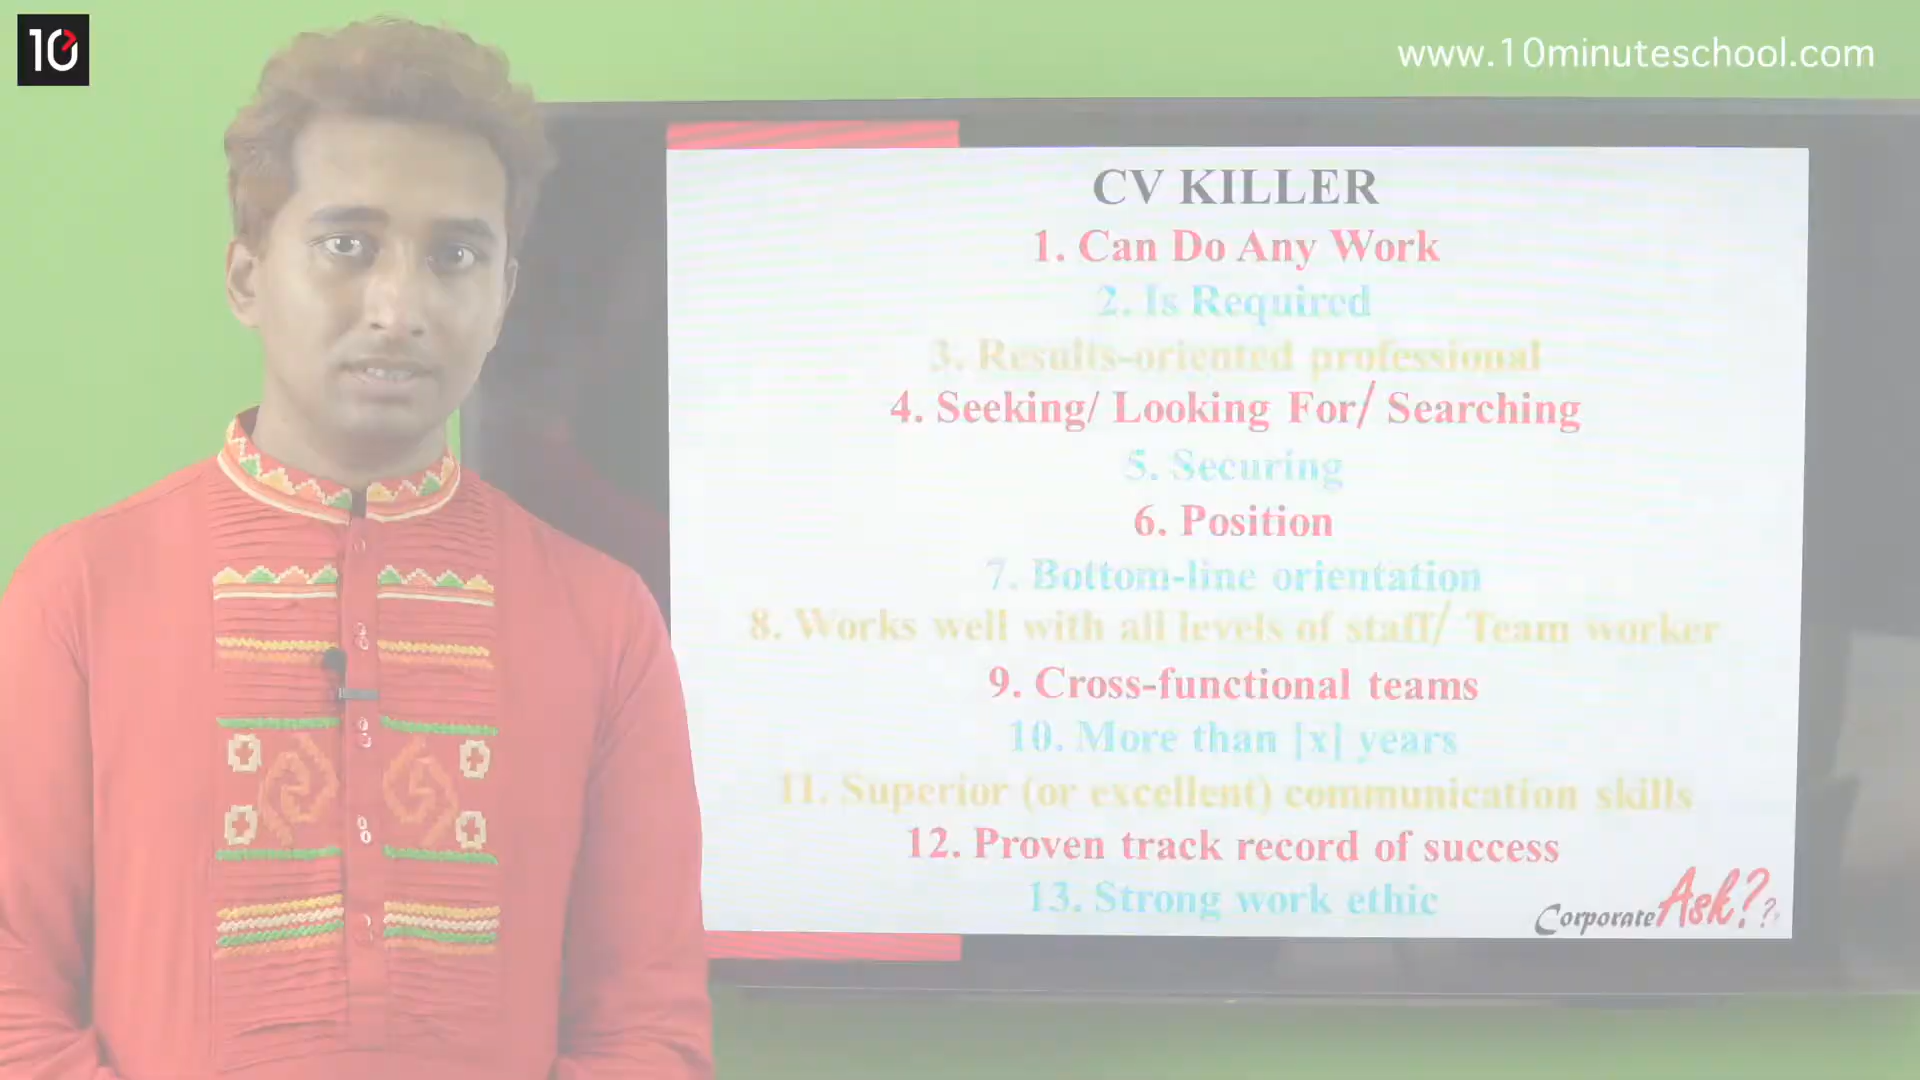 10
www.10minuteschool.com
CV KILLER
1. Can Do Any Work
2. Is Required
3. Results-oriented professional
4. Seeking/ Looking For/ Searching
5. Securing
6. Position
7. Bottom-line orientation
8. Works well with all levels of staff/ Team worker
9. Cross-functional teams
10. More than [x] years
11. Superior (or excellent) communication skills
12. Proven track record of success
13. Strong work ethic
Corporate Ask??